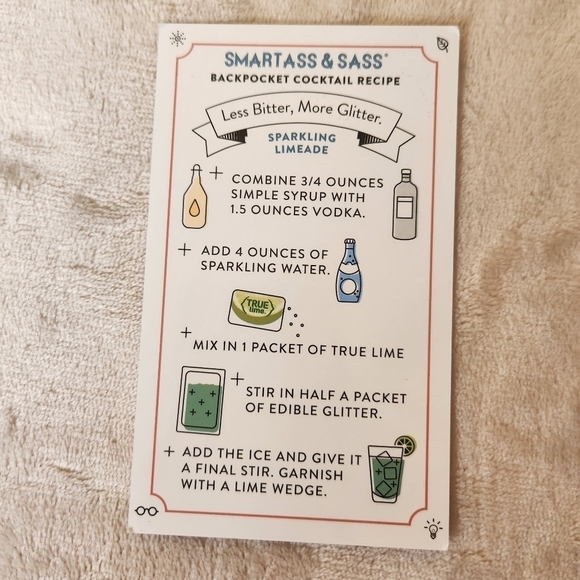 SMARTASS & SASS®
BACKPOCKET COCKTAIL RECIPE
Less Bitter, More Glitter.
SPARKLING
LIMEADE
+ COMBINE 3/4 OUNCES
SIMPLE SYRUP WITH
1.5 OUNCES VODKA.
+ ADD 4 OUNCES OF
SPARKLING WATER.
TRUE
lime.
+ MIX IN 1 PACKET OF TRUE LIME
+ STIR IN HALF A PACKET
OF EDIBLE GLITTER.
+ ADD THE ICE AND GIVE IT
A FINAL STIR. GARNISH
WITH A LIME WEDGE.